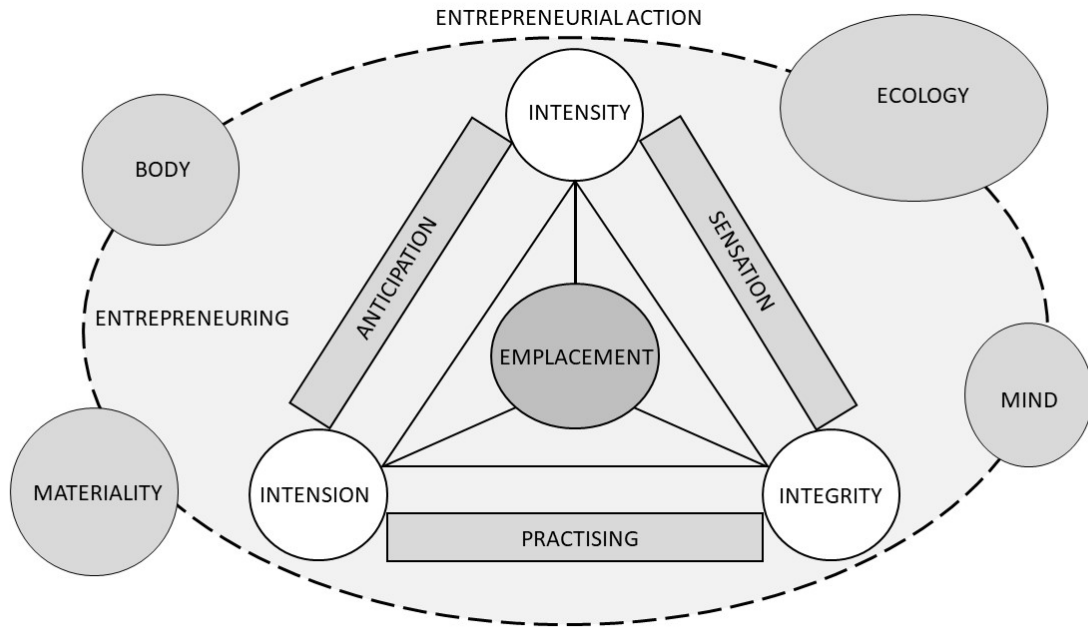 ENTREPRENEURIAL ACTION
ECOLOGY
INTENSITY
BODY
ANTICIPATION
SENSATION
ENTREPRENEURING
EMPLACEMENT
MIND
MATERIALITY
INTENSION
INTEGRITY
PRACTISING